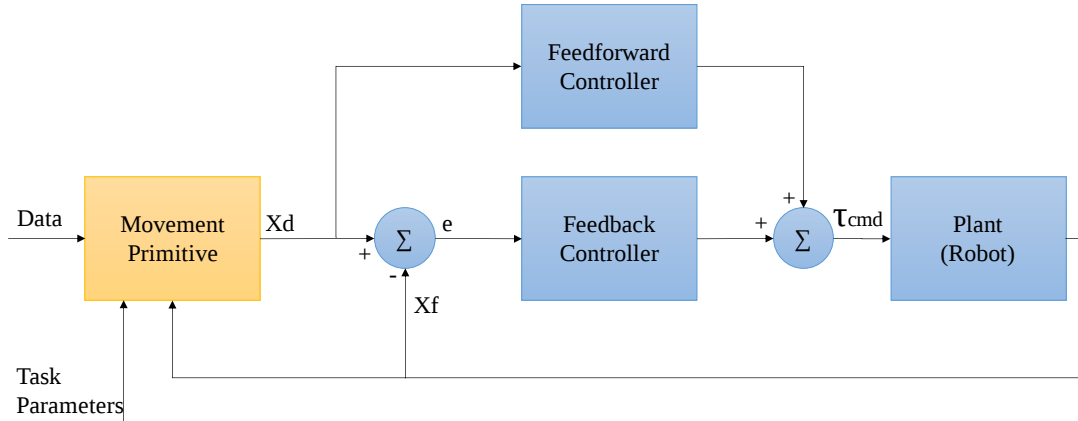 Feedforward
Controller
Data
Movement
Primitive
Xd
+
-
Σ
e
Xf
Feedback
Controller
+
+
Σ
τcmd
Plant
(Robot)
Task
Parameters